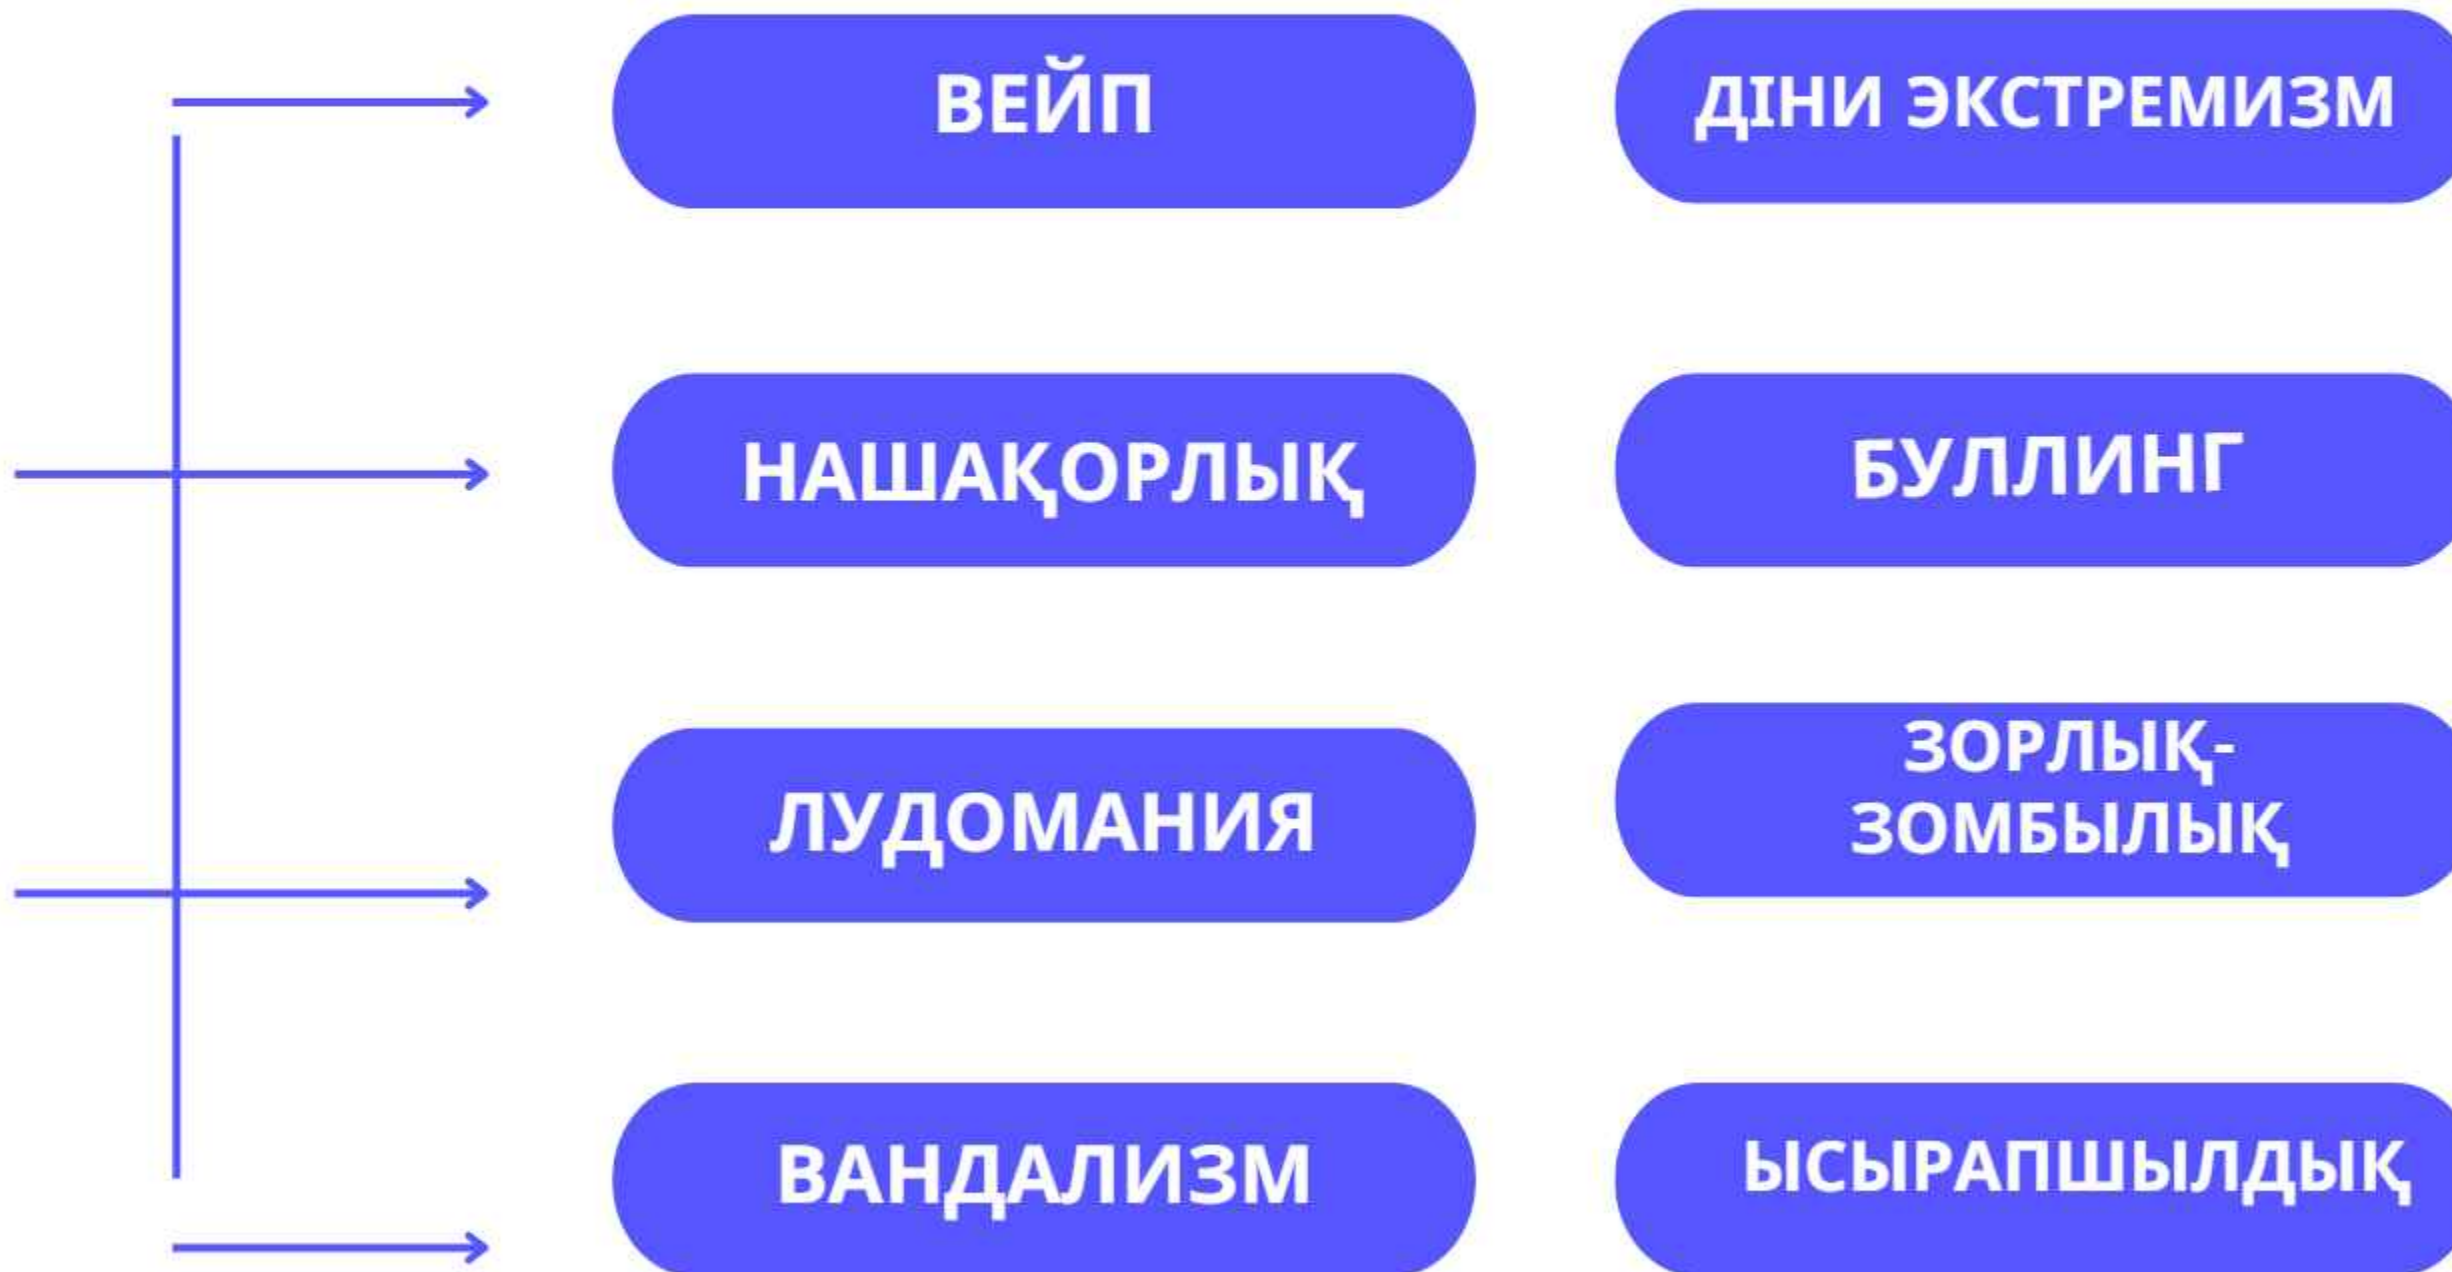 ВЕЙП
ДІНИ ЭКСТРЕМИЗМ
НАШАҚОРЛЫҚ
БУЛЛИНГ
ЛУДОМАНИЯ
ЗОРЛЫҚ-
ЗОМБЫЛЫҚ
ВАНДАЛИЗМ
ЫСЫРАПШЫЛДЫҚ